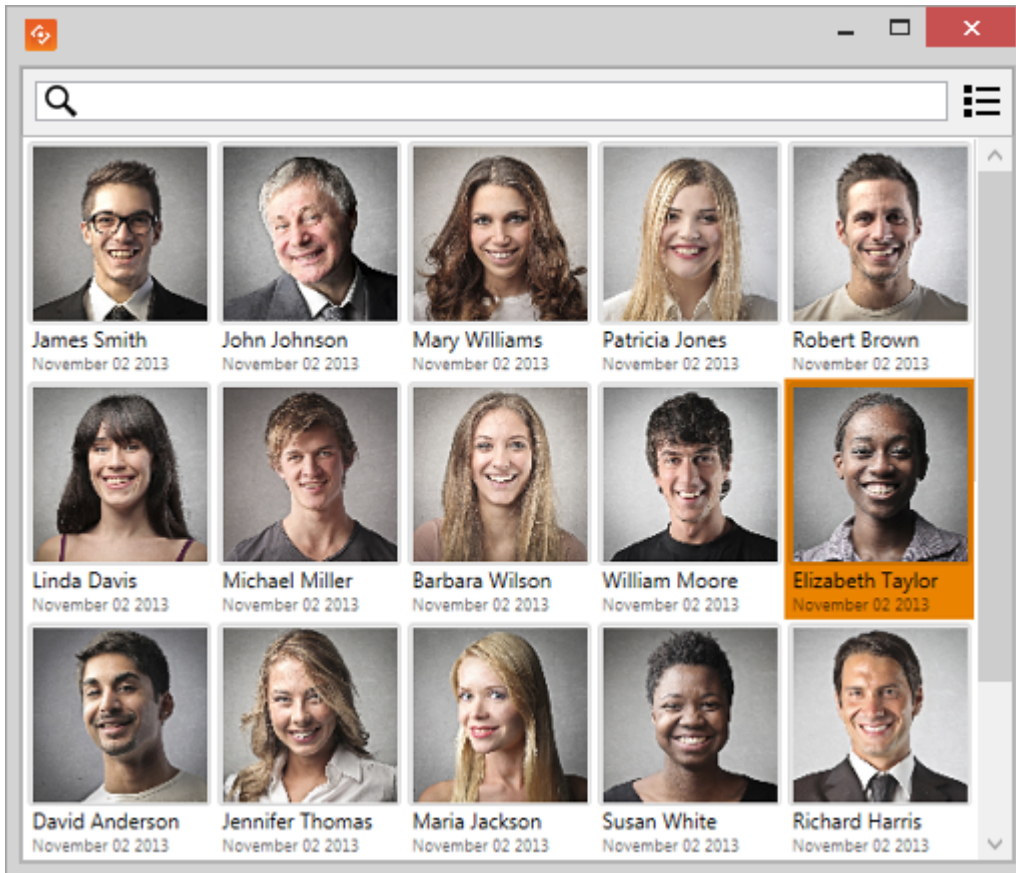 James Smith
November 02 2013
John Johnson
November 02 2013
Mary Williams
November 02 2013
Patricia Jones
November 02 2013
Robert Brown
November 02 2013
Linda Davis
November 02 2013
Michael Miller
November 02 2013
Barbara Wilson
November 02 2013
William Moore
November 02 2013
Elizabeth Taylor
November 02 2013
David Anderson
November 02 2013
Jennifer Thomas
November 02 2013
Maria Jackson
November 02 2013
Susan White
November 02 2013
Richard Harris
November 02 2013